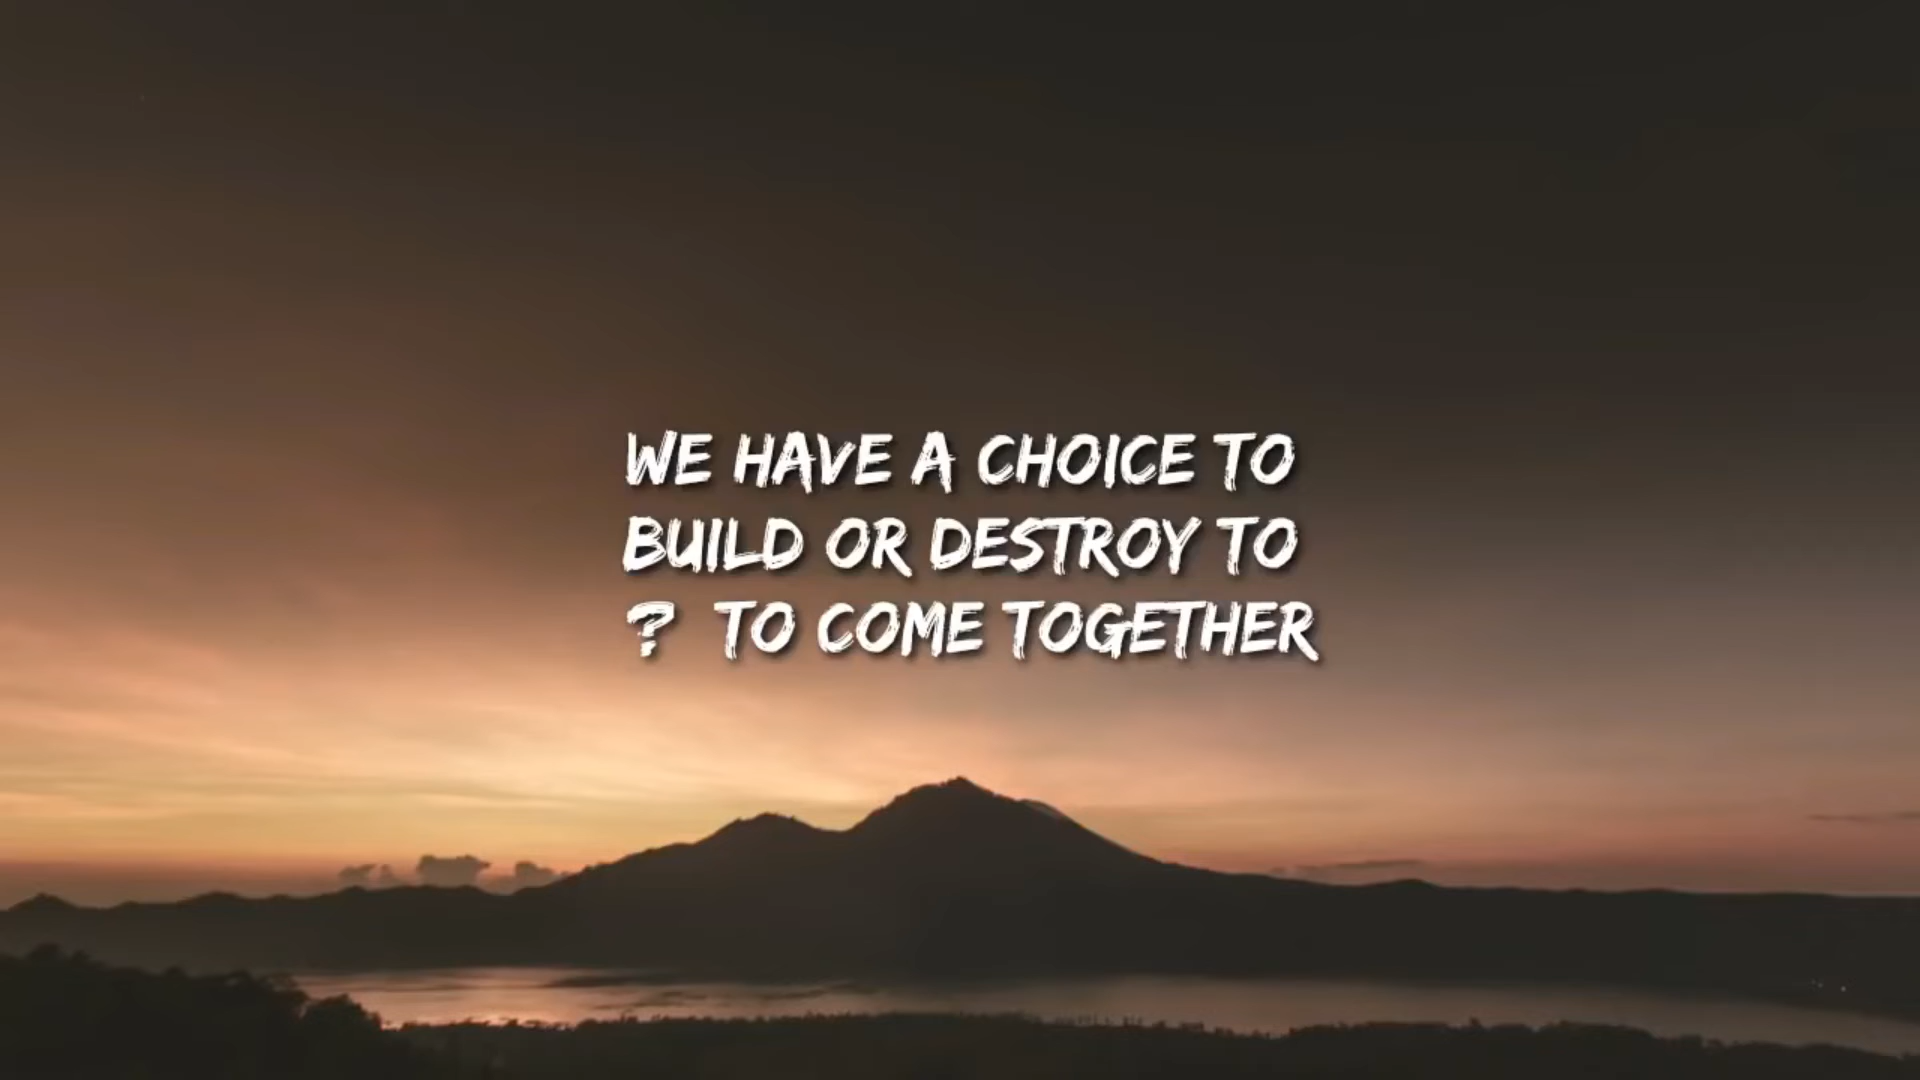 WE HAVE A CHOICE TO
BUILD OR DESTROY TO
? TO COME TOGETHER